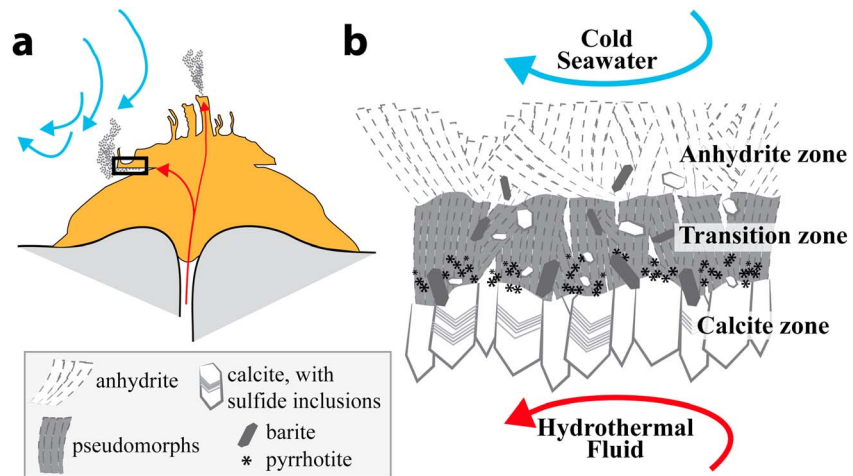 a
b
Cold
Seawater
Anhydrite zone
Transition zone
Calcite zone
Hydrothermal
Fluid
anhydrite
pseudomorphs
calcite, with
sulfide inclusions
barite
pyrrhotite